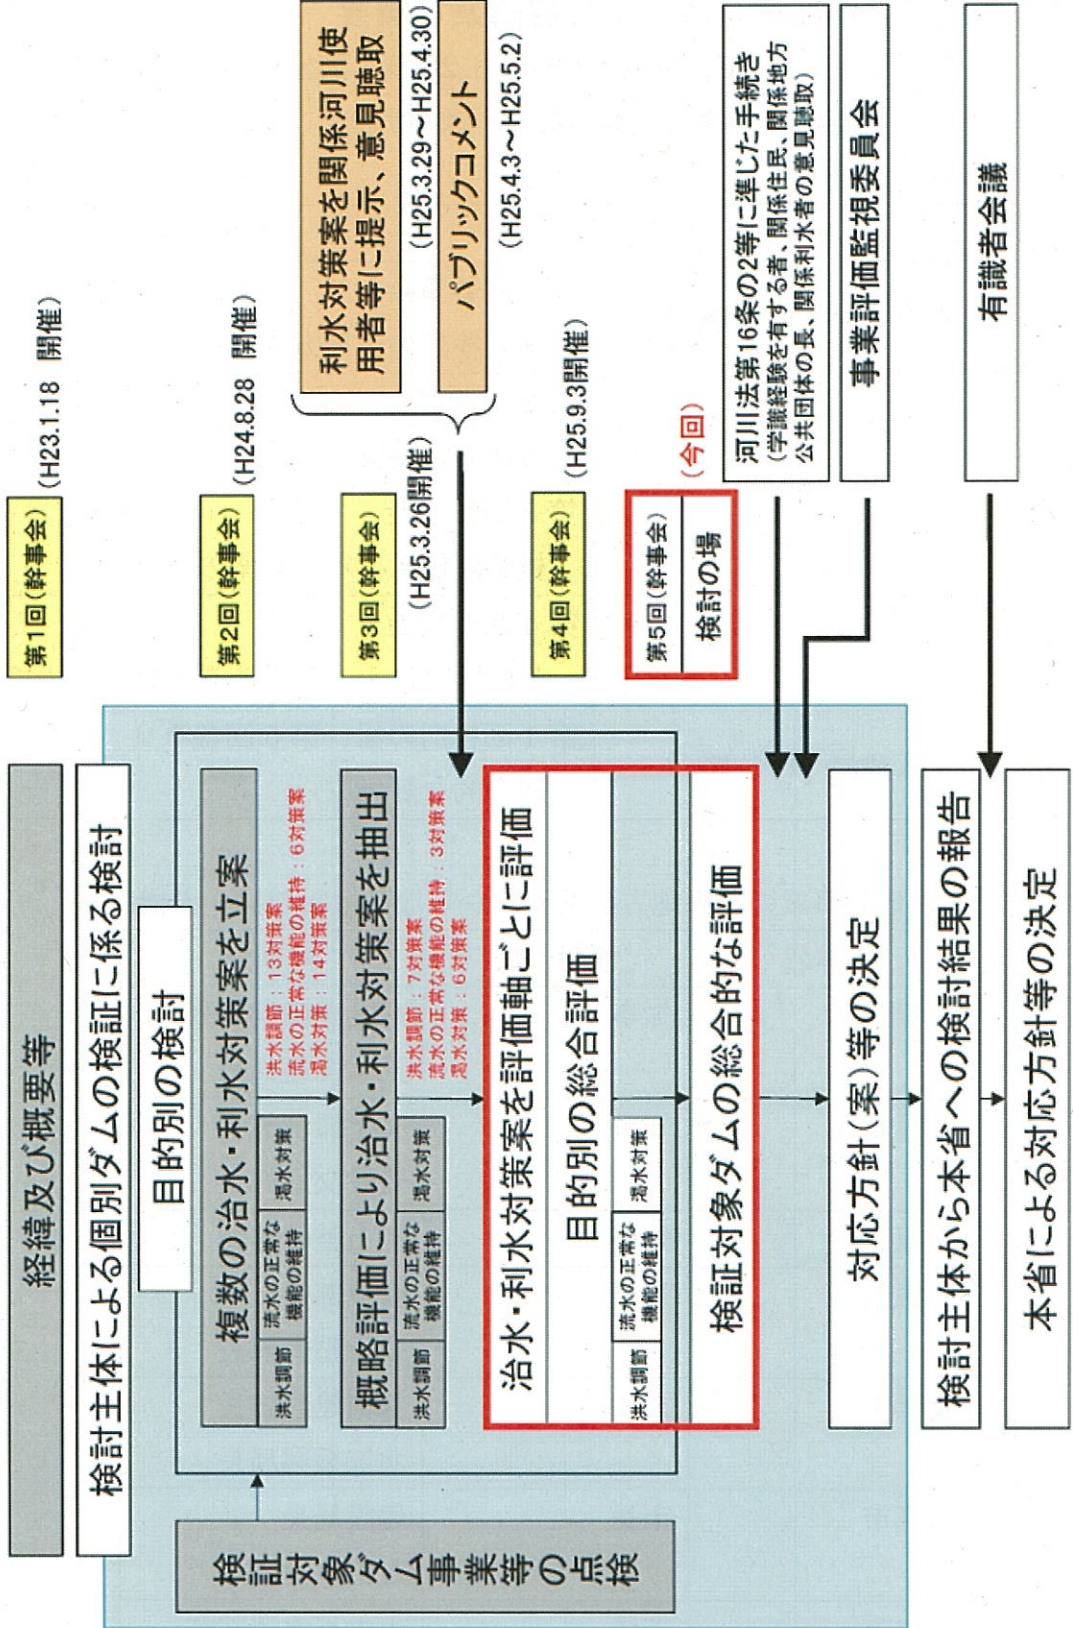 経緯及び概要等
検討主体による個別ダムの検証に係る検討
目的別の検討
検証対象ダム事業等の点検
複数の治水・利水対策案を立案
洪水調節
流水の正常な
機能の維持
渇水対策
洪水調節：13対策案
流水の正常な機能の維持：6対策案
渇水対策：14対策案
概略評価により治水・利水対策案を抽出
洪水調節
流水の正常な
機能の維持
渇水対策
洪水調節：7対策案
流水の正常な機能の維持：3対策案
渇水対策：6対策案
治水・利水対策案を評価軸ごとに評価
目的別の総合評価
洪水調節
流水の正常な
機能の維持
渇水対策
検証対象ダムの総合的な評価
対応方針(案)等の決定
検討主体から本省への検討結果の報告
本省による対応方針等の決定
第1回(幹事会)
(H23.1.18 開催)
第2回(幹事会)
(H24.8.28 開催)
第3回(幹事会)
(H25.3.26開催)
利水対策案を関係河川使
用者等に提示、意見聴取
(H25.3.29～H25.4.30)
パブリックコメント
(H25.4.3～H25.5.2)
第4回(幹事会)
(H25.9.3開催)
第5回(幹事会)
検討の場
(今回)
河川法第16条の2等に準じた手続き
(学識経験を有する者、関係住民、関係地方
公共団体の長、関係利水者の意見聴取)
事業評価監視委員会
有識者会議